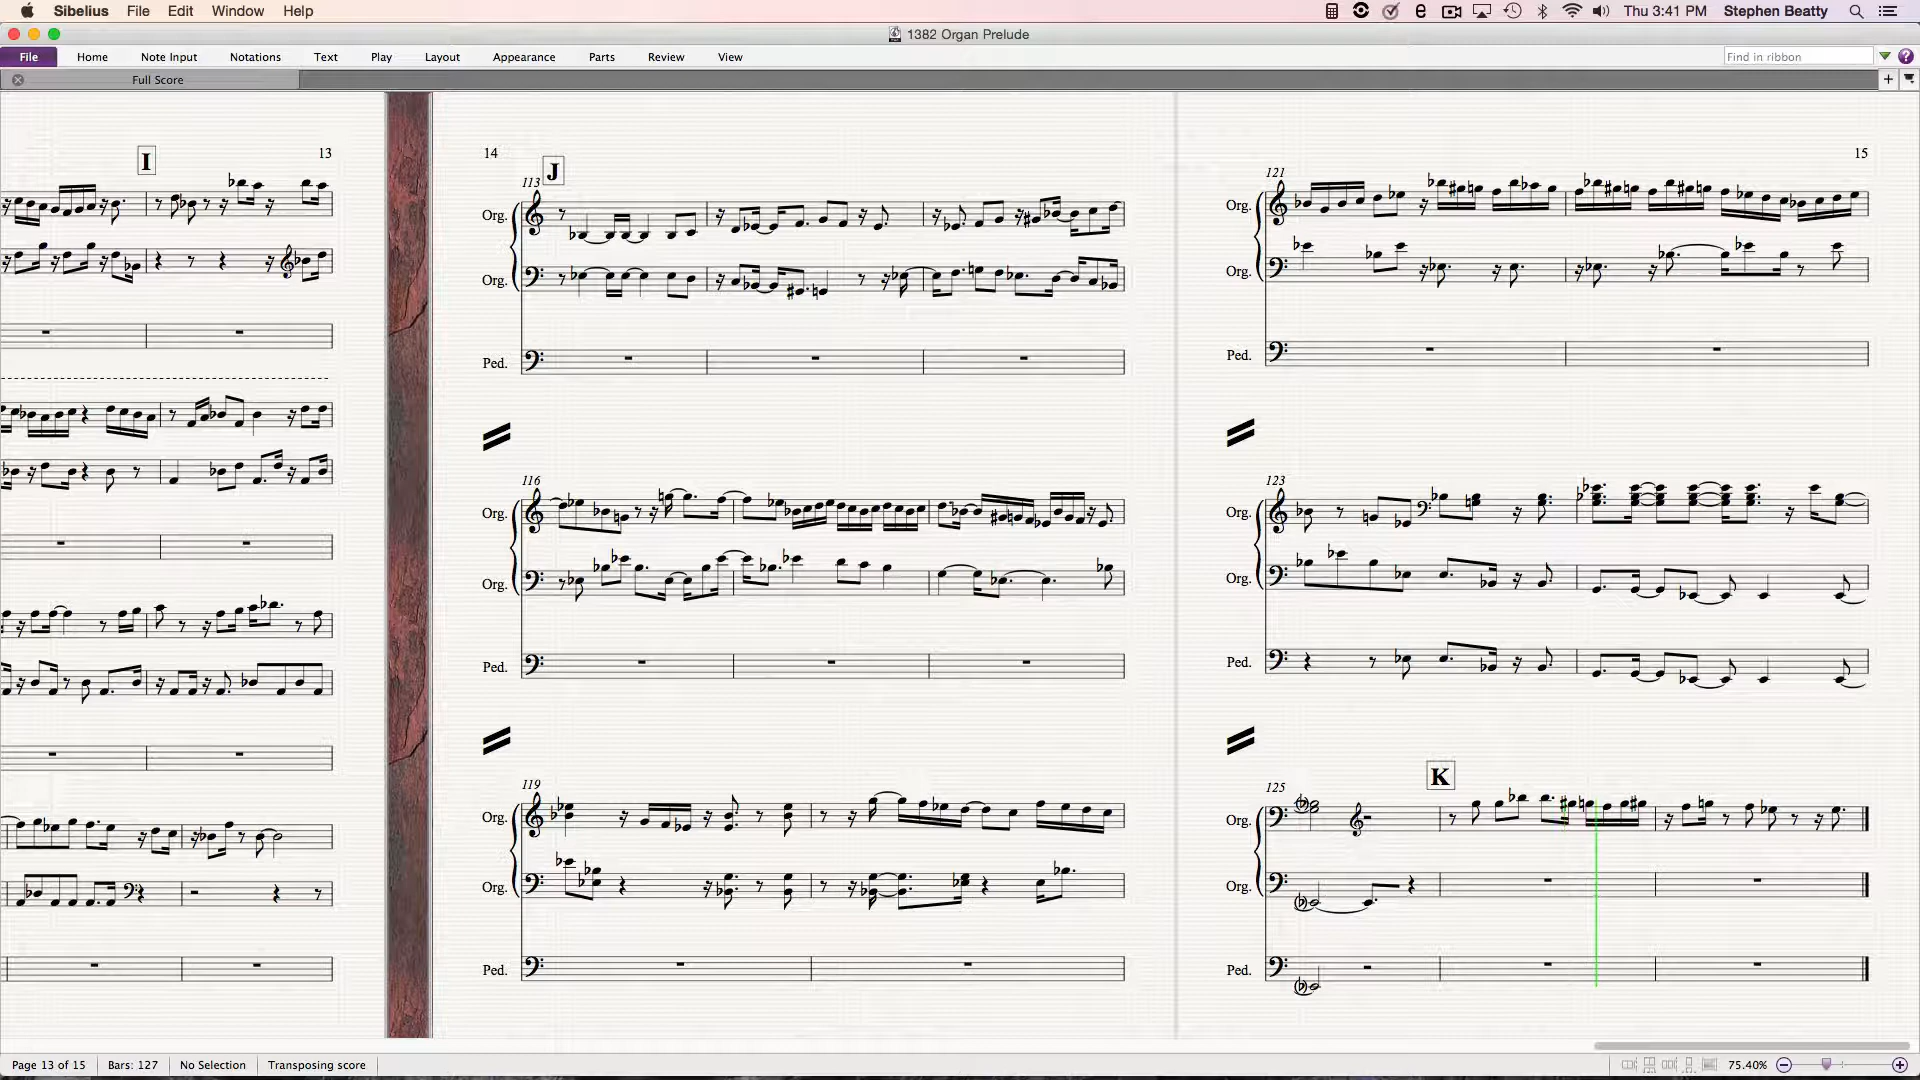 Sibelius File Edit Window Help Thu 3:41 PM Stephen Beatty
1382 Organ Prelude
File Home Note Input Notations Text Play Layout Appearance Parts Review View Find in ribbon ?
Full Score +
I 13
14 J
113
Org.
Org.
Ped.
116
Org.
Org.
Ped.
119
Org.
Org.
Ped.
15
121
Org.
Org.
Ped.
123
Org.
Org.
Ped.
K
125
Org.
Org.
Ped.
Page 13 of 15 Bars: 127 No Selection Transposing score 75.40%